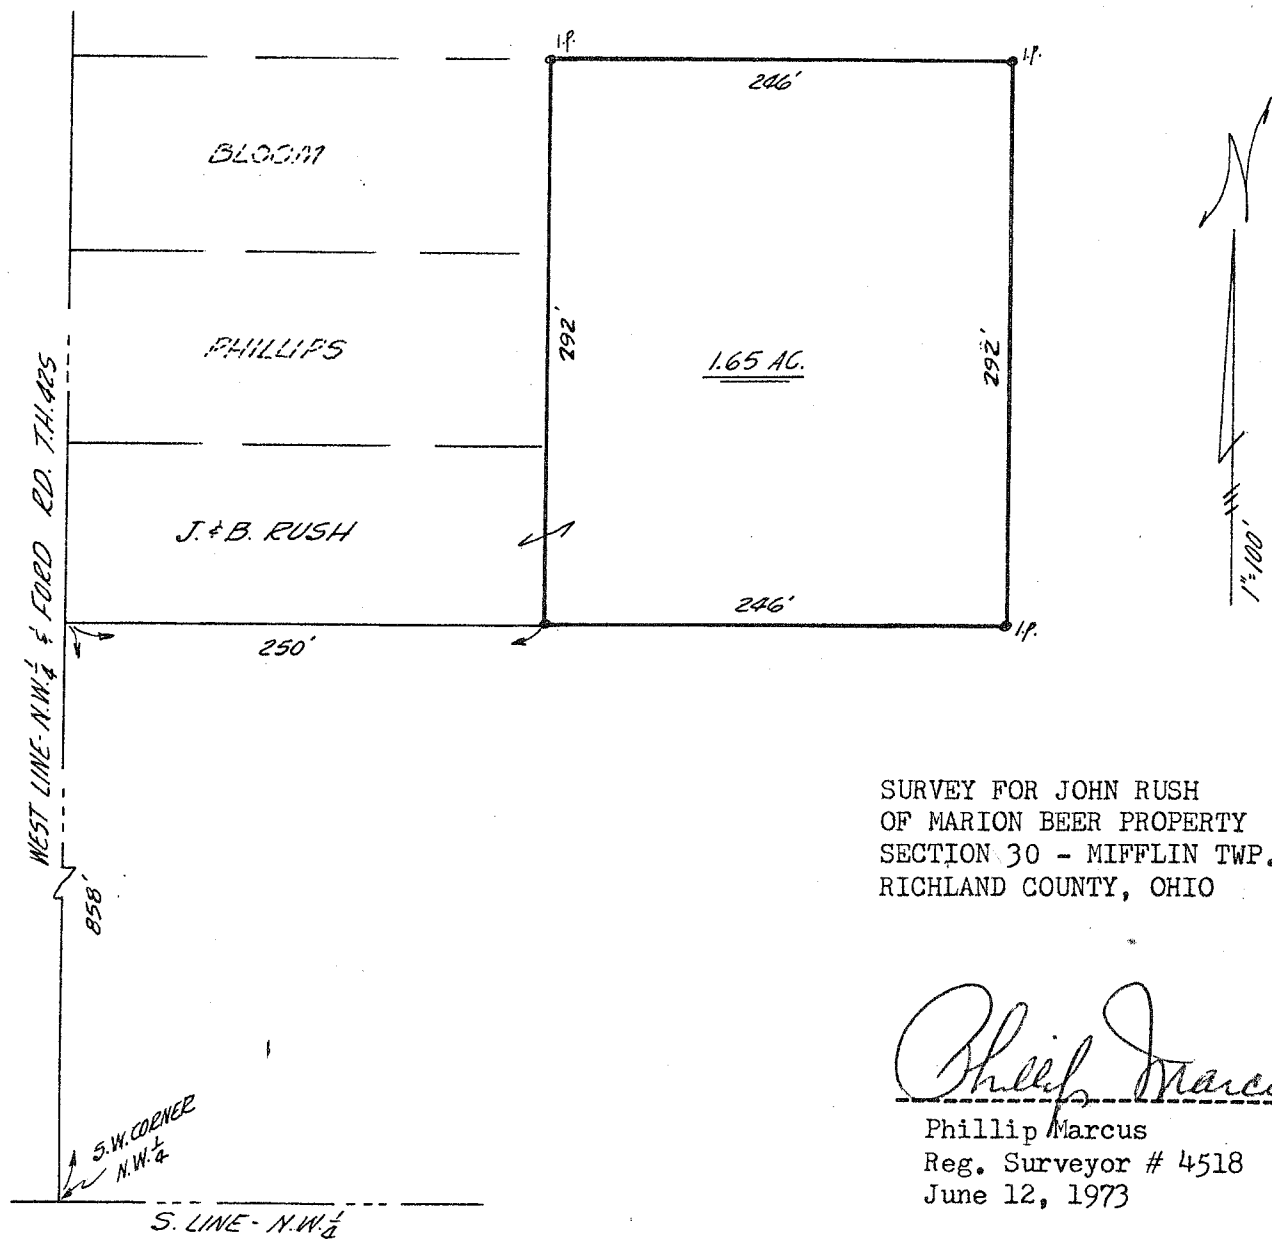 I.P.
I.P.
246'
BLOOM
N
292'
PHILLIPS
1.65 AC.
292'
J. & B. RUSH
1"=100'
246'
I.P.
250'
WEST LINE - N.W. 1/4 & FORD RD. T.H. 425
858'
SURVEY FOR JOHN RUSH
OF MARION BEER PROPERTY
SECTION 30 - MIFFLIN TWP.
RICHLAND COUNTY, OHIO
Phillip Marcu
Phillip Marcus
Reg. Surveyor # 4518
June 12, 1973
S.W. CORNER
N.W. 1/4
S. LINE - N.W. 1/4